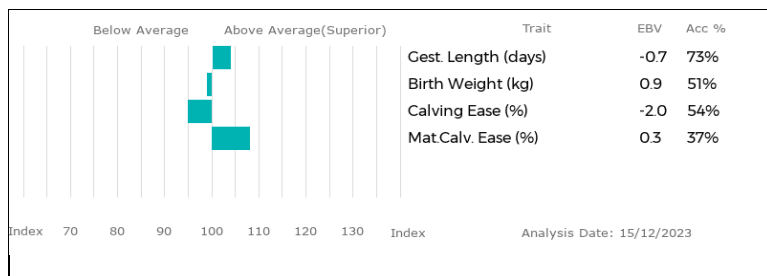 Below Average Above Average(Superior) Trait EBV Acc %
Gest. Length (days) -0.7 73%
Birth Weight (kg) 0.9 51%
Calving Ease (%) -2.0 54%
Mat.Calv. Ease (%) 0.3 37%
Index 70 80 90 100 110 120 130 Index Analysis Date: 15/12/2023